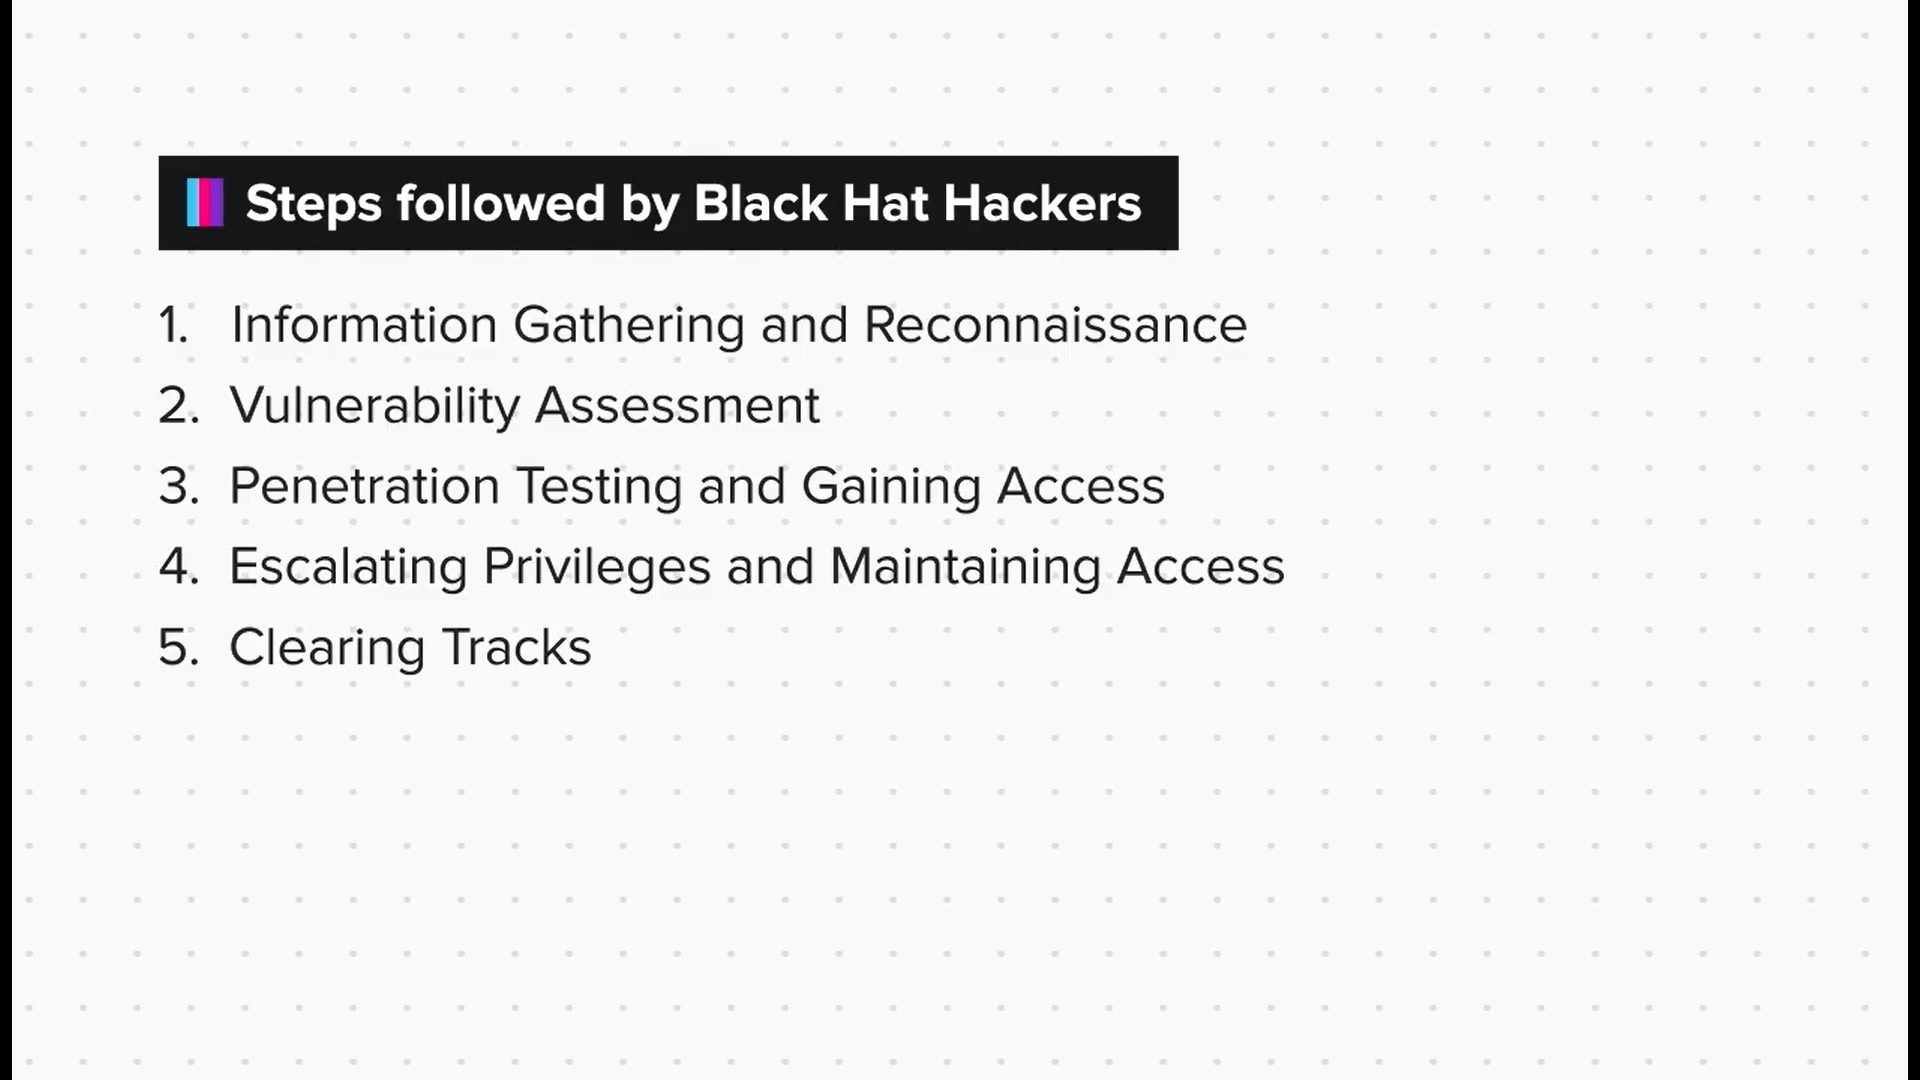 Steps followed by Black Hat Hackers
1. Information Gathering and Reconnaissance
2. Vulnerability Assessment
3. Penetration Testing and Gaining Access
4. Escalating Privileges and Maintaining Access
5. Clearing Tracks